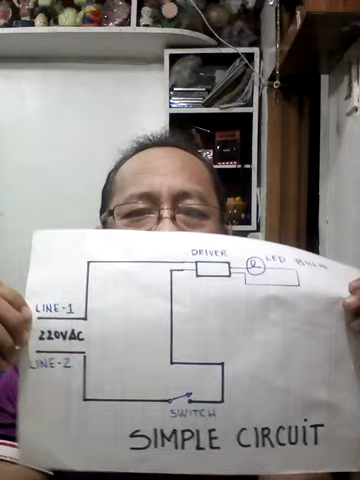 DRIVER
LED BULB
LINE-1
220VAC
LINE-2
SWITCH
SIMPLE CIRCUIT